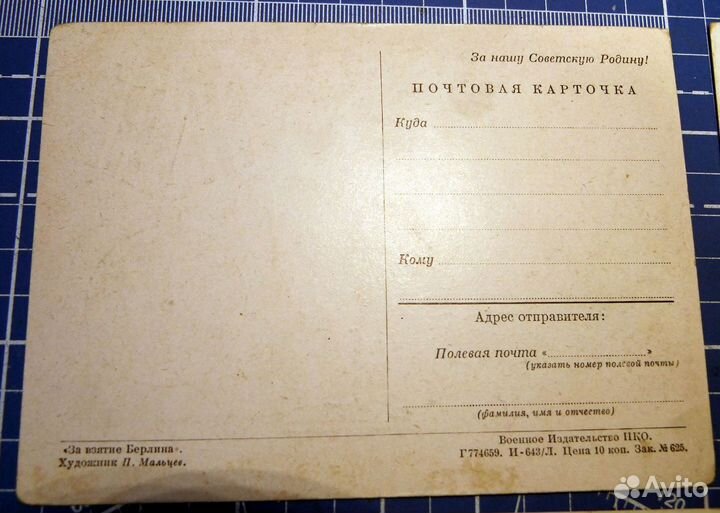 За нашу Советскую Родину!
ПОЧТОВАЯ КАРТОЧКА
Куда
Кому
Адрес отправителя:
Полевая почта «..........»
(указать номер полевой почты)
(фамилия, имя и отчество)
«За взятие Берлина».
Художник П. Мальцев.
Военное Издательство НКО.
Г774659. И-643/Л. Цена 10 коп. Зак. № 625.
20
Avito